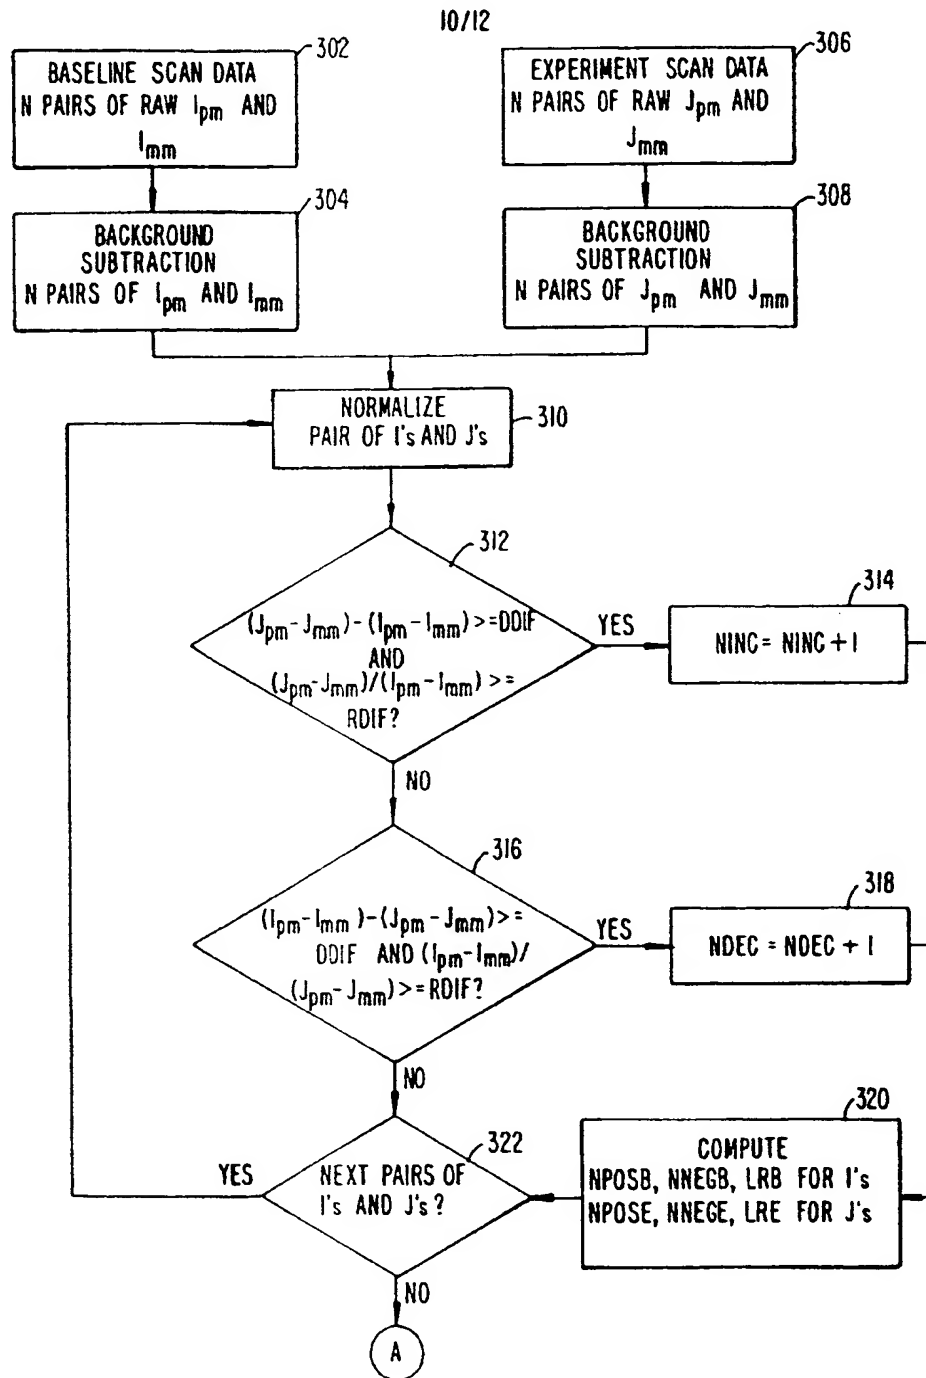 10/12
302
BASELINE SCAN DATA
N PAIRS OF RAW Ipm AND
Imm
306
EXPERIMENT SCAN DATA
N PAIRS OF RAW Jpm AND
Jmm
304
BACKGROUND
SUBTRACTION
N PAIRS OF Ipm AND Imm
308
BACKGROUND
SUBTRACTION
N PAIRS OF Jpm AND Jmm
NORMALIZE
PAIR OF I's AND J's
310
312
(Jpm-Jmm)-(Ipm-Imm)>=DDIF
AND
(Jpm-Jmm)/(Ipm-Imm)>=
RDIF?
YES
314
NINC=NINC+1
NO
316
(Ipm-Imm)-(Jpm-Jmm)>=
DDIF AND (Ipm-Imm)/
(Jpm-Jmm)>=RDIF?
YES
318
NDEC=NDEC+1
NO
322
NEXT PAIRS OF
I's AND J's?
YES
320
COMPUTE
NPOSB, NNEGB, LRB FOR I's
NPOSE, NNEGE, LRE FOR J's
NO
A